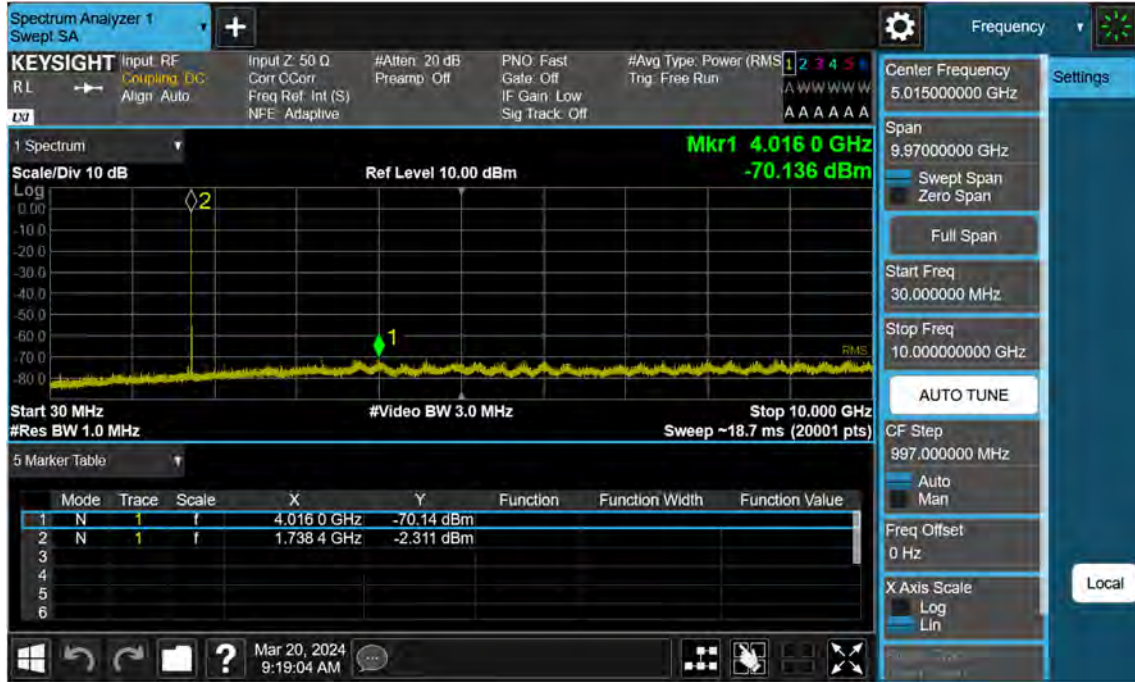 Spectrum Analyzer 1
Swept SA
Frequency
KEYSIGHT
RL
LXI
Input: RF
Coupling: DC
Align: Auto
Input Z: 50 Ω
Corr CCorr
Freq Ref: Int (S)
NFE: Adaptive
#Atten: 20 dB
Preamp: Off
PNO: Fast
Gate: Off
IF Gain: Low
Sig Track: Off
#Avg Type: Power (RMS
Trig: Free Run
1 2 3 4 5 6
A W W W W W
A A A A A A
1 Spectrum
Mkr1 4.016 0 GHz
Scale/Div 10 dB
Ref Level 10.00 dBm
-70.136 dBm
Log
0.00
-10.0
-20.0
-30.0
-40.0
-50.0
-60.0
-70.0
-80.0
2
1
RMS
Start 30 MHz
#Video BW 3.0 MHz
Stop 10.000 GHz
#Res BW 1.0 MHz
Sweep ~18.7 ms (20001 pts)
5 Marker Table
Mode Trace Scale X Y Function Function Width Function Value
1 N 1 f 4.016 0 GHz -70.14 dBm
2 N 1 f 1.738 4 GHz -2.311 dBm
3
4
5
6
Mar 20, 2024
9:19:04 AM
Center Frequency
5.015000000 GHz
Settings
Span
9.97000000 GHz
Swept Span
Zero Span
Full Span
Start Freq
30.000000 MHz
Stop Freq
10.000000000 GHz
AUTO TUNE
CF Step
997.000000 MHz
Auto
Man
Freq Offset
0 Hz
X Axis Scale
Log
Lin
Local